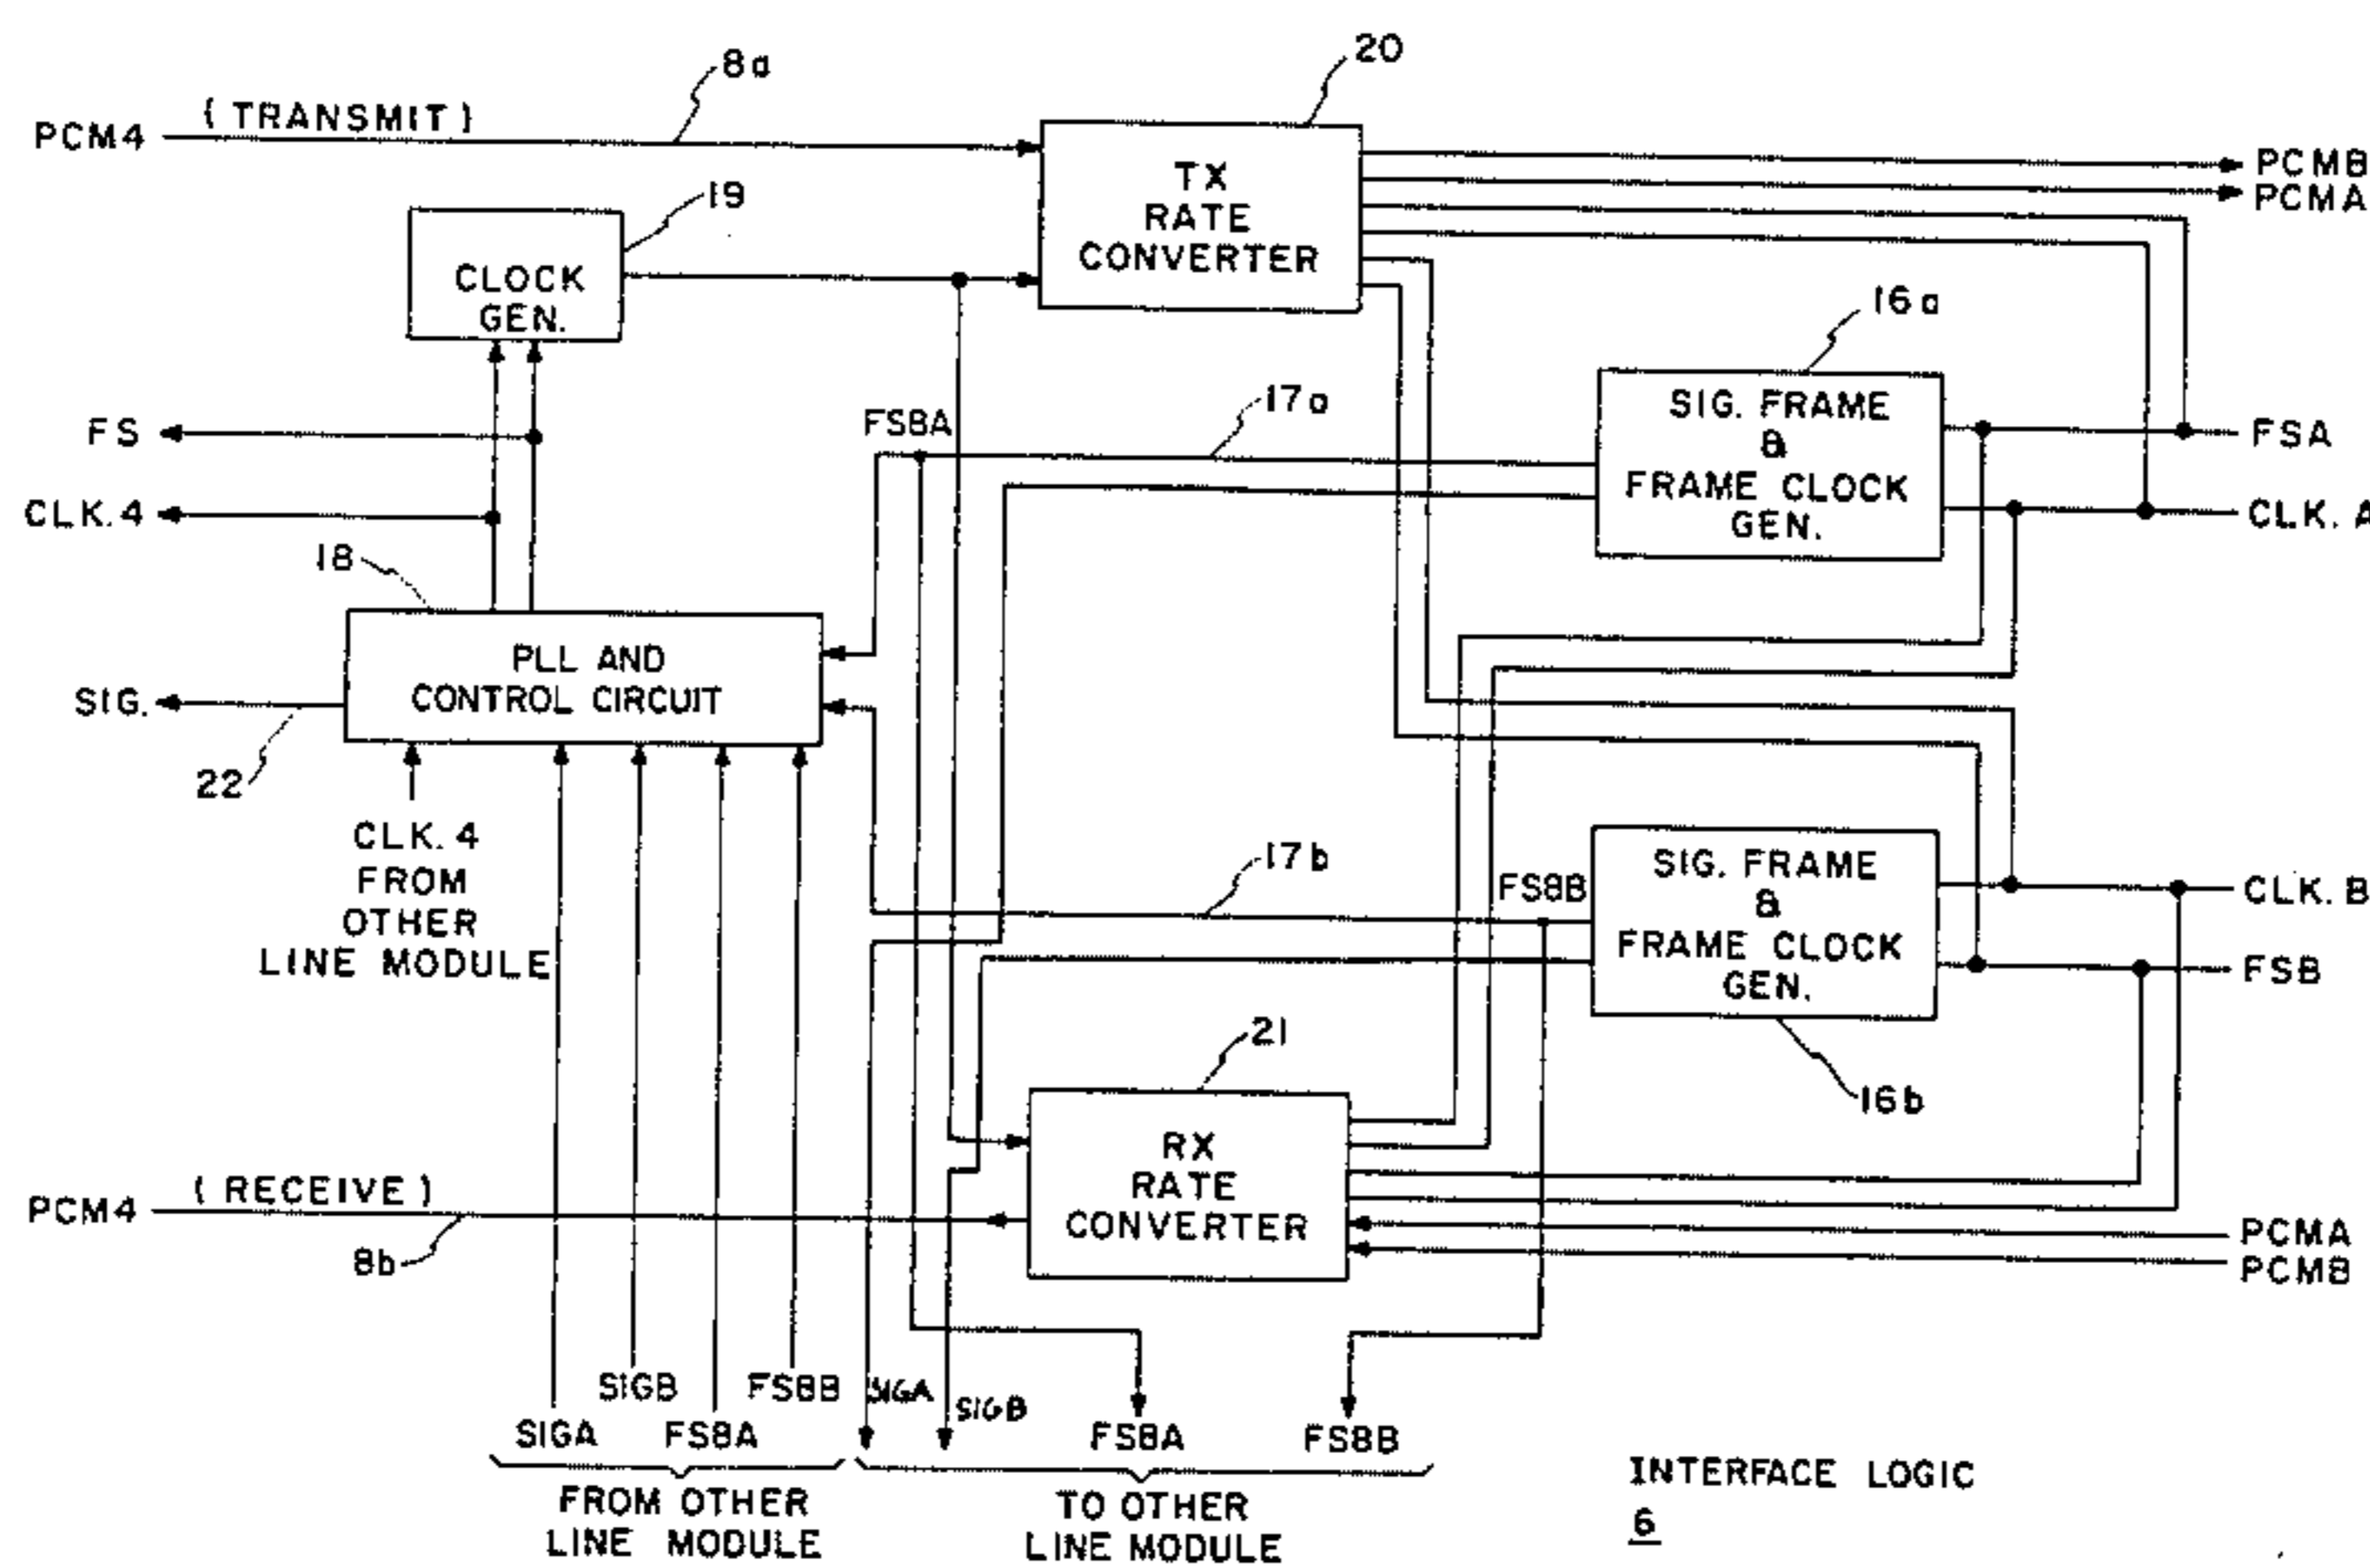 8a
20
PCM4
(TRANSMIT)
TX
RATE
CONVERTER
PCMB
PCMA
19
CLOCK
GEN.
16a
SIG. FRAME
&
FRAME CLOCK
GEN.
FS
FS8A
17a
FSA
CLK.4
CLK. A
18
PLL AND
CONTROL CIRCUIT
SIG.
22
CLK.4
FROM
OTHER
LINE MODULE
17b
FS8B
SIG. FRAME
&
FRAME CLOCK
GEN.
CLK. B
FSB
21
16b
RX
RATE
CONVERTER
PCM4
(RECEIVE)
8b
PCMA
PCMB
SIGB
FS8B
SIGA
SIGB
SIGA
FS8A
FS8A
FS8B
FROM OTHER
LINE MODULE
TO OTHER
LINE MODULE
INTERFACE LOGIC
6